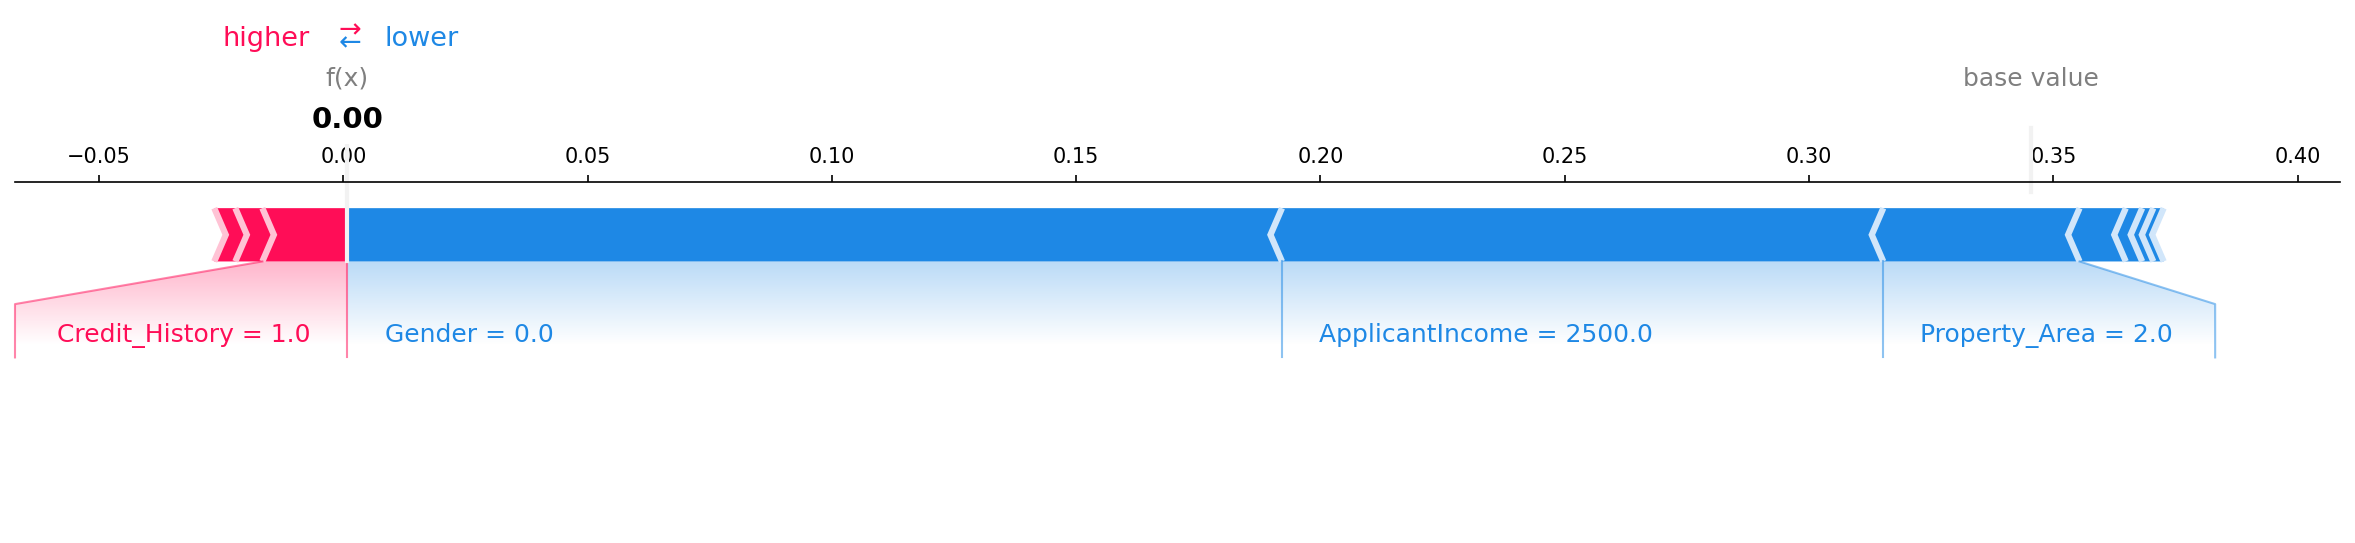 higher ⇄ lower
f(x)
base value
0.00
−0.05 0.00 0.05 0.10 0.15 0.20 0.25 0.30 0.35 0.40
Credit_History = 1.0 Gender = 0.0 ApplicantIncome = 2500.0 Property_Area = 2.0